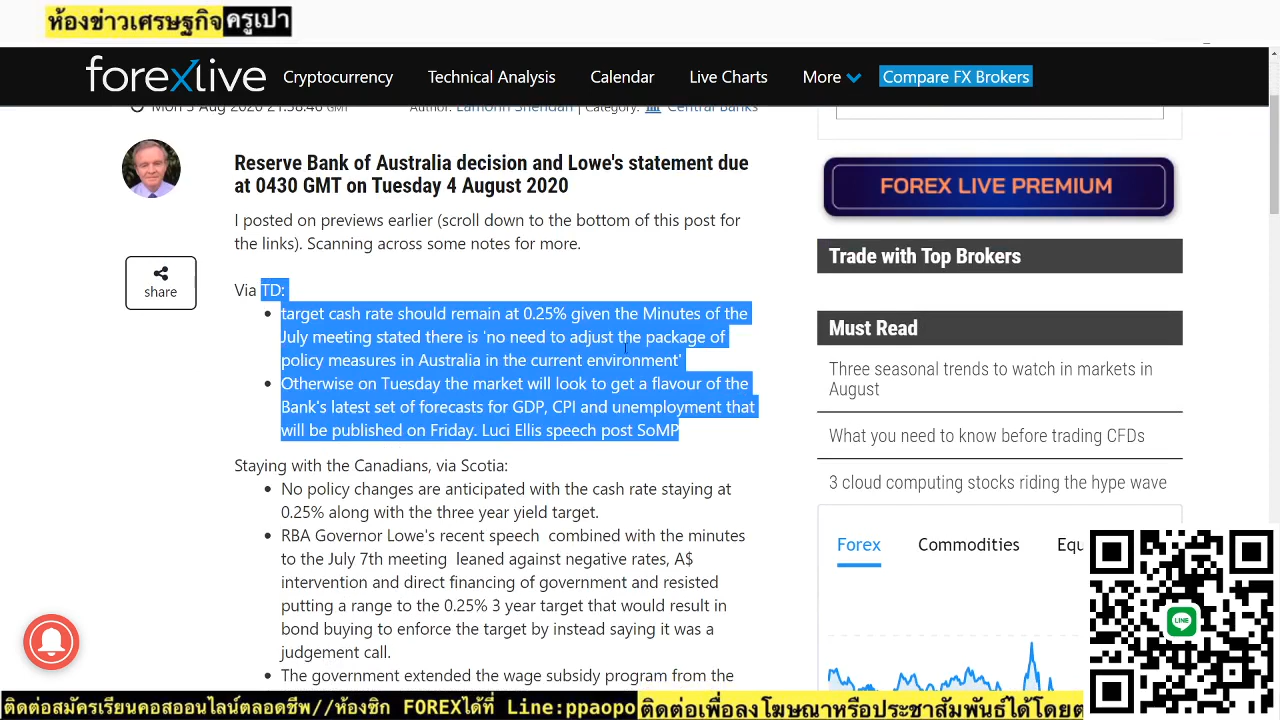 ห้องข่าวเศรษฐกิจครูเปา
forexlive Cryptocurrency Technical Analysis Calendar Live Charts More Compare FX Brokers
Mon 3 Aug 2020 21:38:46 GMT Author: Eamonn Sheridan | Category: Central Banks
Reserve Bank of Australia decision and Lowe's statement due
at 0430 GMT on Tuesday 4 August 2020
I posted on previews earlier (scroll down to the bottom of this post for
the links). Scanning across some notes for more.
share
Via TD:
target cash rate should remain at 0.25% given the Minutes of the
July meeting stated there is 'no need to adjust the package of
policy measures in Australia in the current environment'
Otherwise on Tuesday the market will look to get a flavour of the
Bank's latest set of forecasts for GDP, CPI and unemployment that
will be published on Friday. Luci Ellis speech post SoMP
Staying with the Canadians, via Scotia:
No policy changes are anticipated with the cash rate staying at
0.25% along with the three year yield target.
RBA Governor Lowe's recent speech combined with the minutes
to the July 7th meeting leaned against negative rates, A$
intervention and direct financing of government and resisted
putting a range to the 0.25% 3 year target that would result in
bond buying to enforce the target by instead saying it was a
judgement call.
The government extended the wage subsidy program from the
FOREX LIVE PREMIUM
Trade with Top Brokers
Must Read
Three seasonal trends to watch in markets in
August
What you need to know before trading CFDs
3 cloud computing stocks riding the hype wave
Forex Commodities Equ
LINE
ติดต่อสมัครเรียนคอสออนไลน์ตลอดชีพ//ห้องซิก FOREXได้ที่ Line:ppaopo ติดต่อเพื่อลงโฆษณาหรือประชาสัมพันธ์ได้โดยต